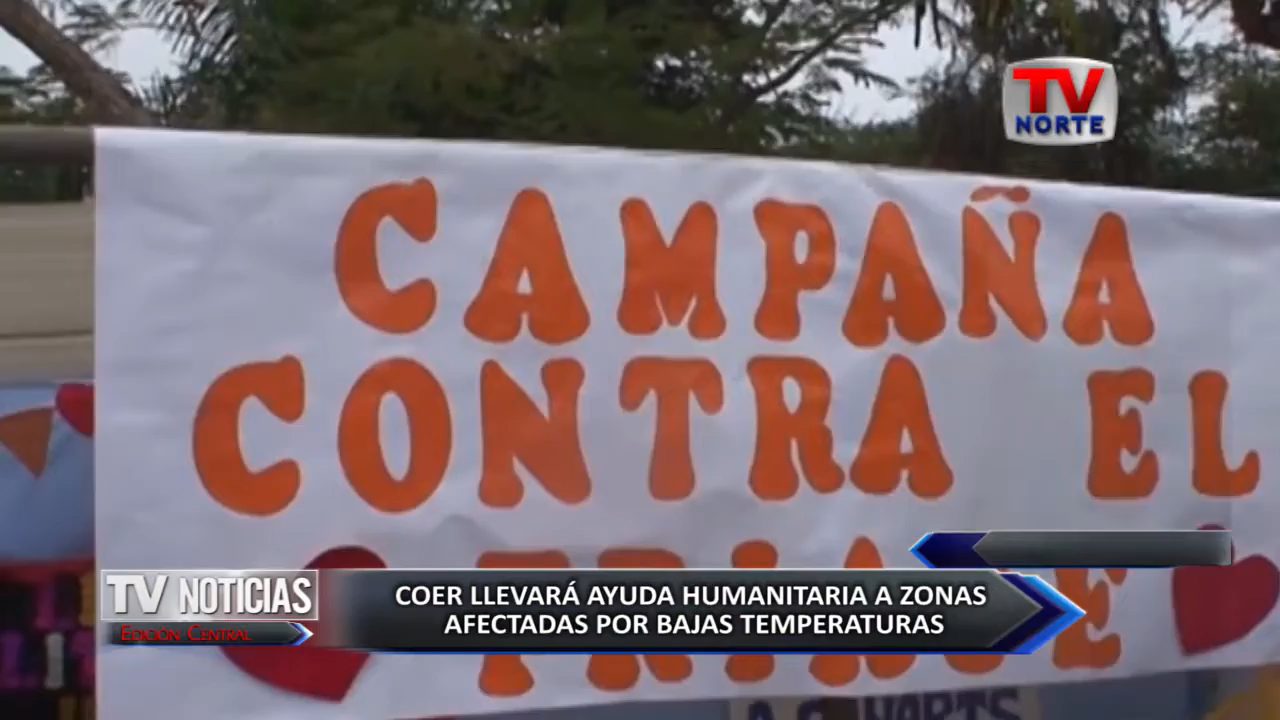 TV
NORTE
CAMPAÑA
CONTRA EL
TV NOTICIAS
EDICIÓN CENTRAL
COER LLEVARÁ AYUDA HUMANITARIA A ZONAS
AFECTADAS POR BAJAS TEMPERATURAS